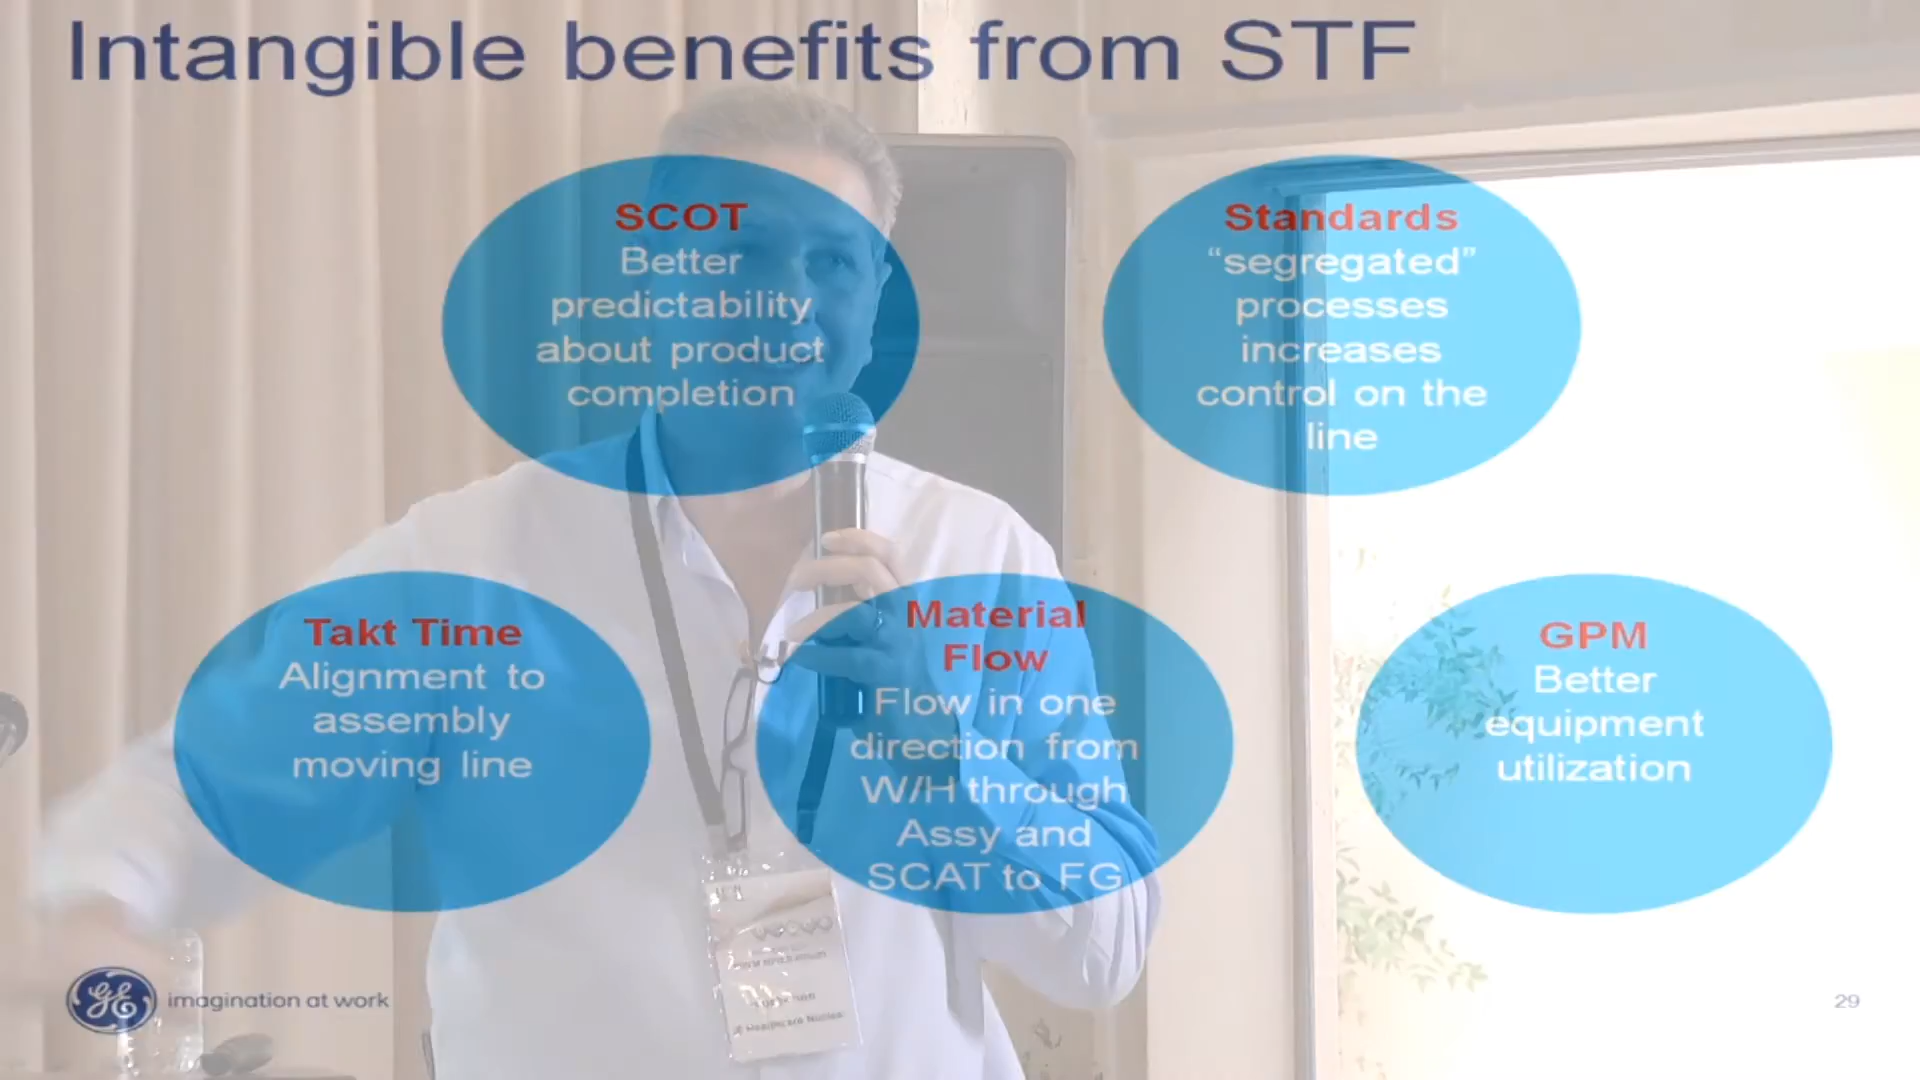 Intangible benefits from STF
SCOT
Better
predictability
about product
completion
Standards
“segregated”
processes
increases
control on the
line
Takt Time
Alignment to
assembly
moving line
Material
Flow
Flow in one
direction from
W/H through
Assy and
SCAT to FG
GPM
Better
equipment
utilization
GE
imagination at work
29